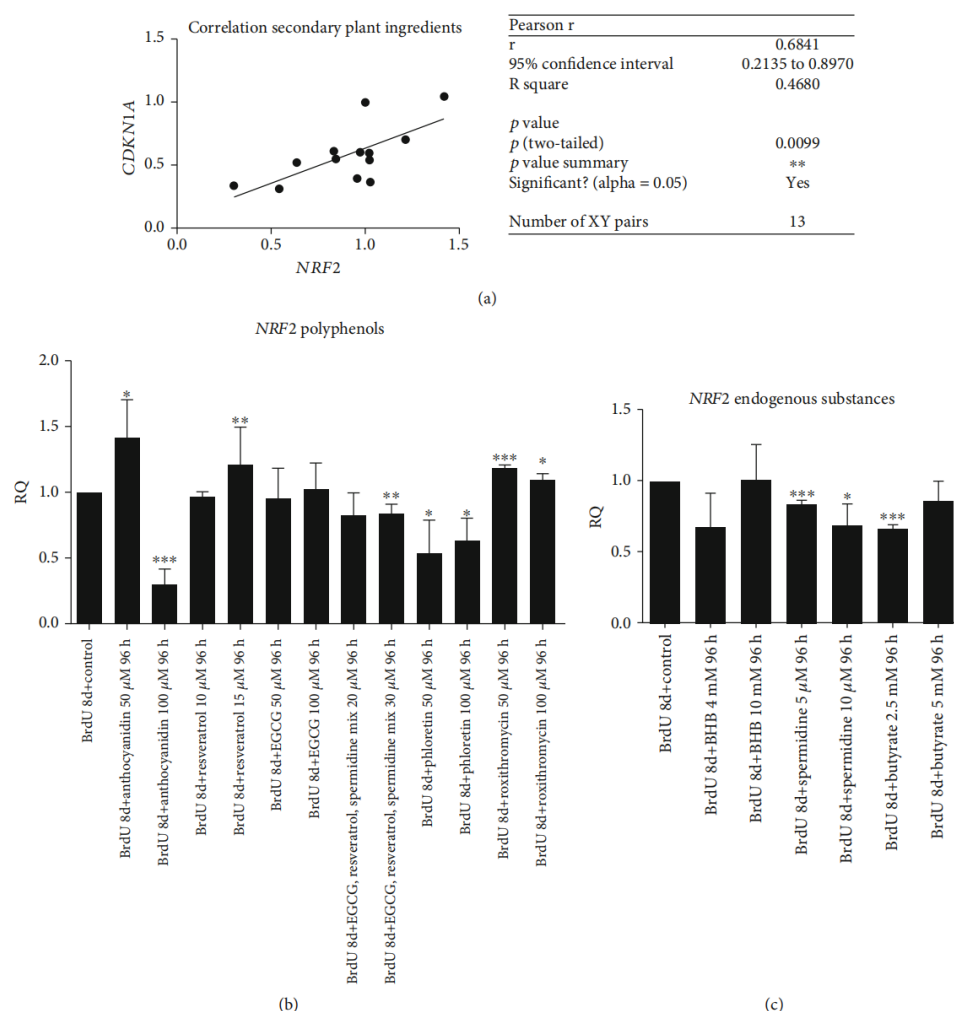 Correlation secondary plant ingredients
1.5
1.0
0.5
0.0
CDKN1A
0.0 0.5 1.0 1.5
NRF2
Pearson r
r 0.6841
95% confidence interval 0.2135 to 0.8970
R square 0.4680
p value
p (two-tailed) 0.0099
p value summary **
Significant? (alpha = 0.05) Yes
Number of XY pairs 13
(a)
NRF2 polyphenols
2.0
1.5
1.0
0.5
0.0
RQ
*
***
**
**
*
*
***
*
BrdU 8d+control
BrdU 8d+anthocyanidin 50 μM 96 h
BrdU 8d+anthocyanidin 100 μM 96 h
BrdU 8d+resveratrol 10 μM 96 h
BrdU 8d+resveratrol 15 μM 96 h
BrdU 8d+EGCG 50 μM 96 h
BrdU 8d+EGCG 100 μM 96 h
BrdU 8d+EGCG, resveratrol, spermidine mix 20 μM 96 h
BrdU 8d+EGCG, resveratrol, spermidine mix 30 μM 96 h
BrdU 8d+phloretin 50 μM 96 h
BrdU 8d+phloretin 100 μM 96 h
BrdU 8d+roxithromycin 50 μM 96 h
BrdU 8d+roxithromycin 100 μM 96 h
(b)
NRF2 endogenous substances
1.5
1.0
0.5
0.0
RQ
***
*
***
BrdU 8d+control
BrdU 8d+BHB 4 mM 96 h
BrdU 8d+BHB 10 mM 96 h
BrdU 8d+spermidine 5 μM 96 h
BrdU 8d+spermidine 10 μM 96 h
BrdU 8d+butyrate 2.5 mM 96 h
BrdU 8d+butyrate 5 mM 96 h
(c)